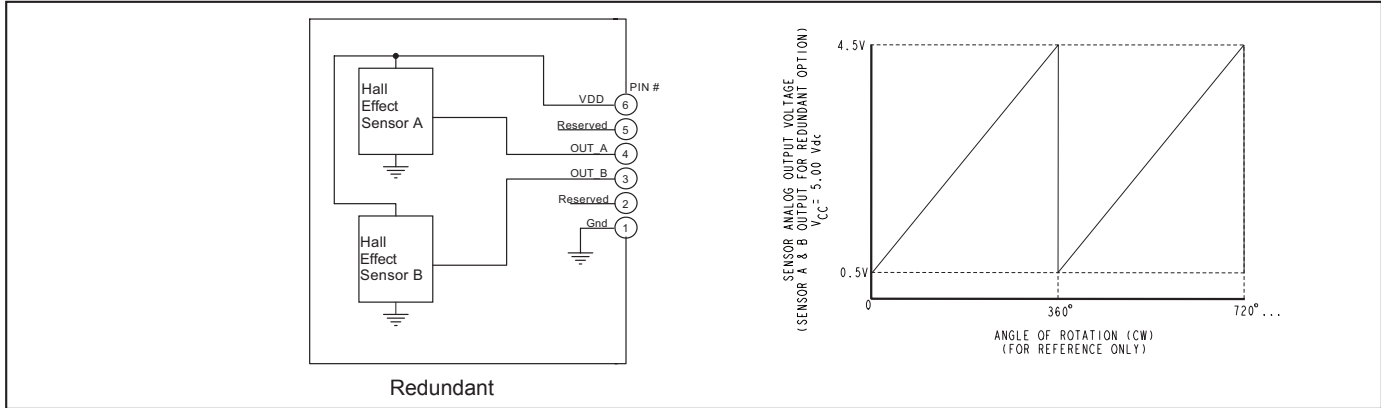 Hall
Effect
Sensor A
Hall
Effect
Sensor B
PIN #
VDD
6
Reserved
5
OUT_A
4
OUT_B
3
Reserved
2
Gnd
1
Redundant
SENSOR ANALOG OUTPUT VOLTAGE
(SENSOR A & B OUTPUT FOR REDUNDANT OPTION)
VCC = 5.00 Vdc
4.5V
0.5V
0
360°
720°...
ANGLE OF ROTATION (CW)
(FOR REFERENCE ONLY)